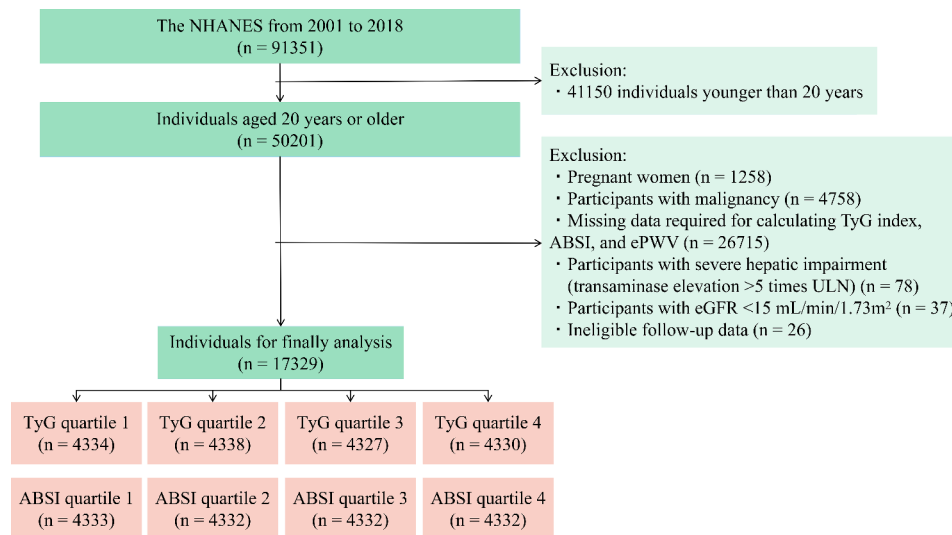 The NHANES from 2001 to 2018
(n = 91351)
Exclusion:
· 41150 individuals younger than 20 years
Individuals aged 20 years or older
(n = 50201)
Exclusion:
· Pregnant women (n = 1258)
· Participants with malignancy (n = 4758)
· Missing data required for calculating TyG index,
ABSI, and ePWV (n = 26715)
· Participants with severe hepatic impairment
(transaminase elevation >5 times ULN) (n = 78)
· Participants with eGFR <15 mL/min/1.73m² (n = 37)
· Ineligible follow-up data (n = 26)
Individuals for finally analysis
(n = 17329)
TyG quartile 1
(n = 4334)
TyG quartile 2
(n = 4338)
TyG quartile 3
(n = 4327)
TyG quartile 4
(n = 4330)
ABSI quartile 1
(n = 4333)
ABSI quartile 2
(n = 4332)
ABSI quartile 3
(n = 4332)
ABSI quartile 4
(n = 4332)